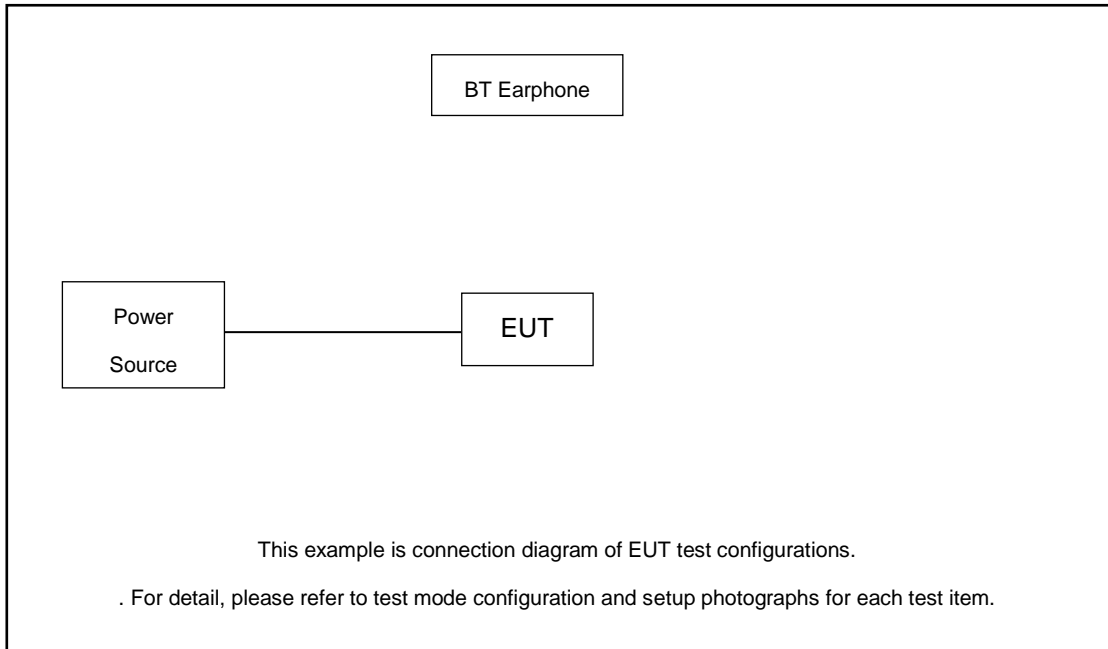 BT Earphone
Power
Source
EUT
This example is connection diagram of EUT test configurations.
. For detail, please refer to test mode configuration and setup photographs for each test item.